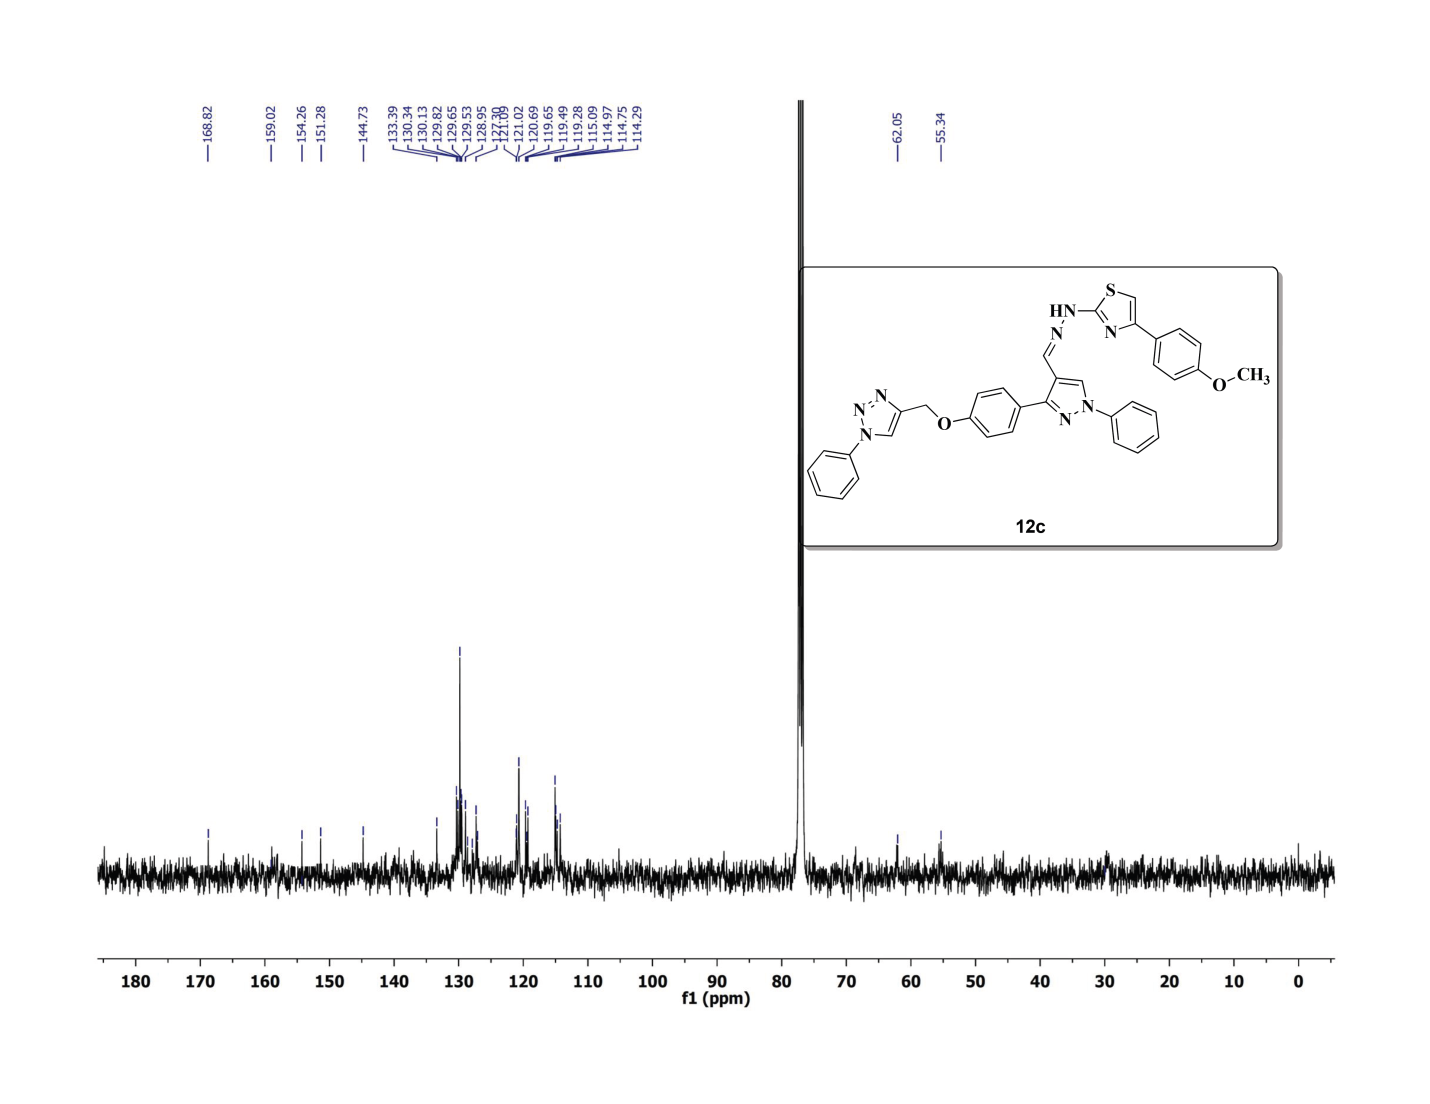 168.82
159.02
154.26
151.28
144.73
133.39
130.34
130.13
129.82
129.65
129.53
128.95
127.30
121.09
121.02
120.69
119.65
119.49
119.28
115.09
114.97
114.75
114.29
62.05
55.34
S
HN
N
N
O
CH3
N
N
N
O
N
N
12c
180 170 160 150 140 130 120 110 100 90 80 70 60 50 40 30 20 10 0
f1 (ppm)